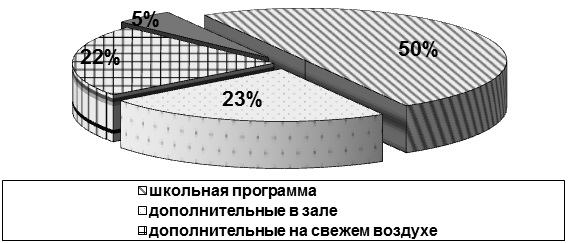 5%
50%
22%
23%
школьная программа
дополнительные в зале
дополнительные на свежем воздухе